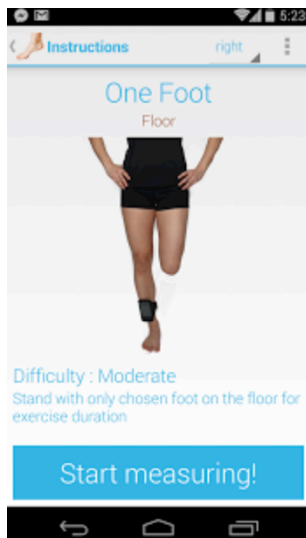 5:23
Instructions
right
One Foot
Floor
Difficulty : Moderate
Stand with only chosen foot on the floor for
exercise duration
Start measuring!